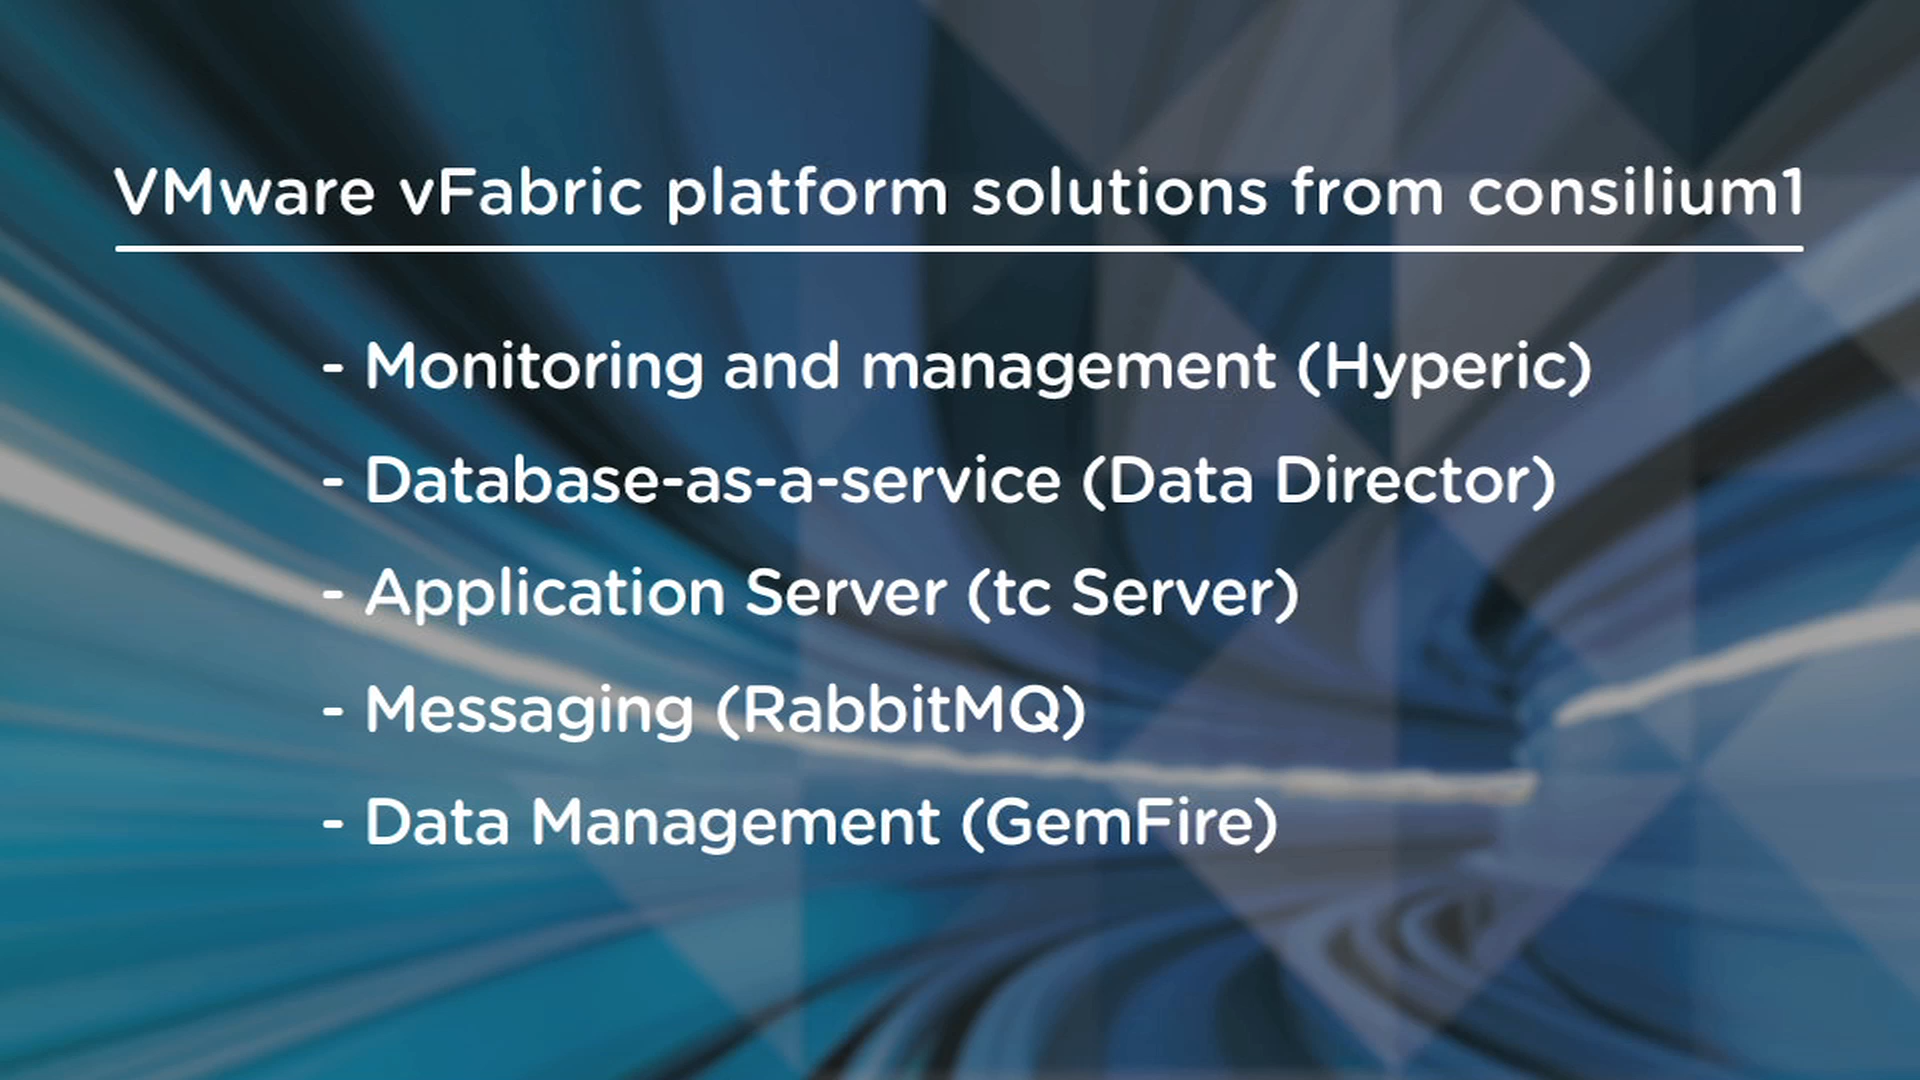 VMware vFabric platform solutions from consilium1
- Monitoring and management (Hyperic)
- Database-as-a-service (Data Director)
- Application Server (tc Server)
- Messaging (RabbitMQ)
- Data Management (GemFire)